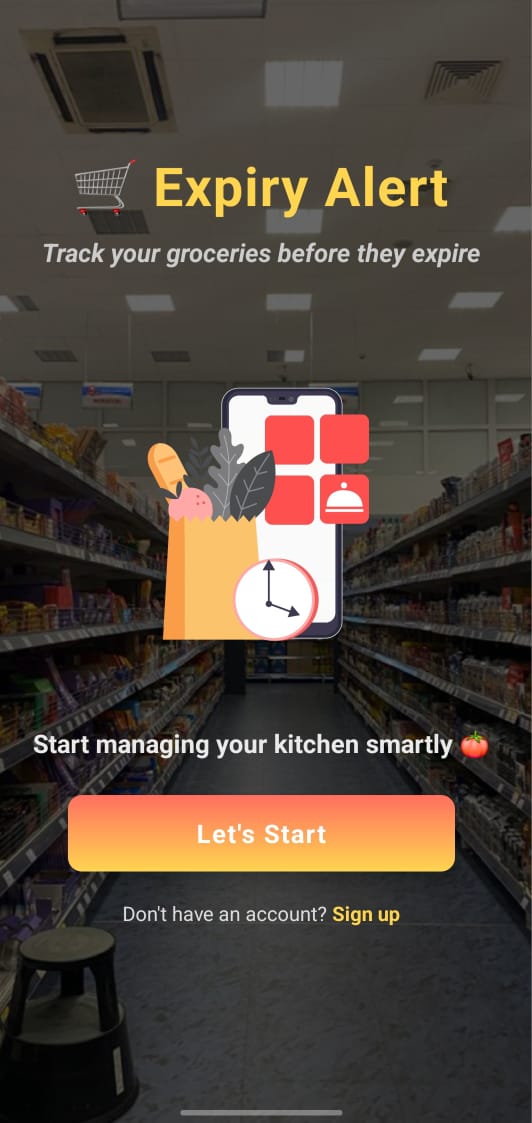 🛒 Expiry Alert
Track your groceries before they expire
Start managing your kitchen smartly 🍅
Let's Start
Don't have an account? Sign up